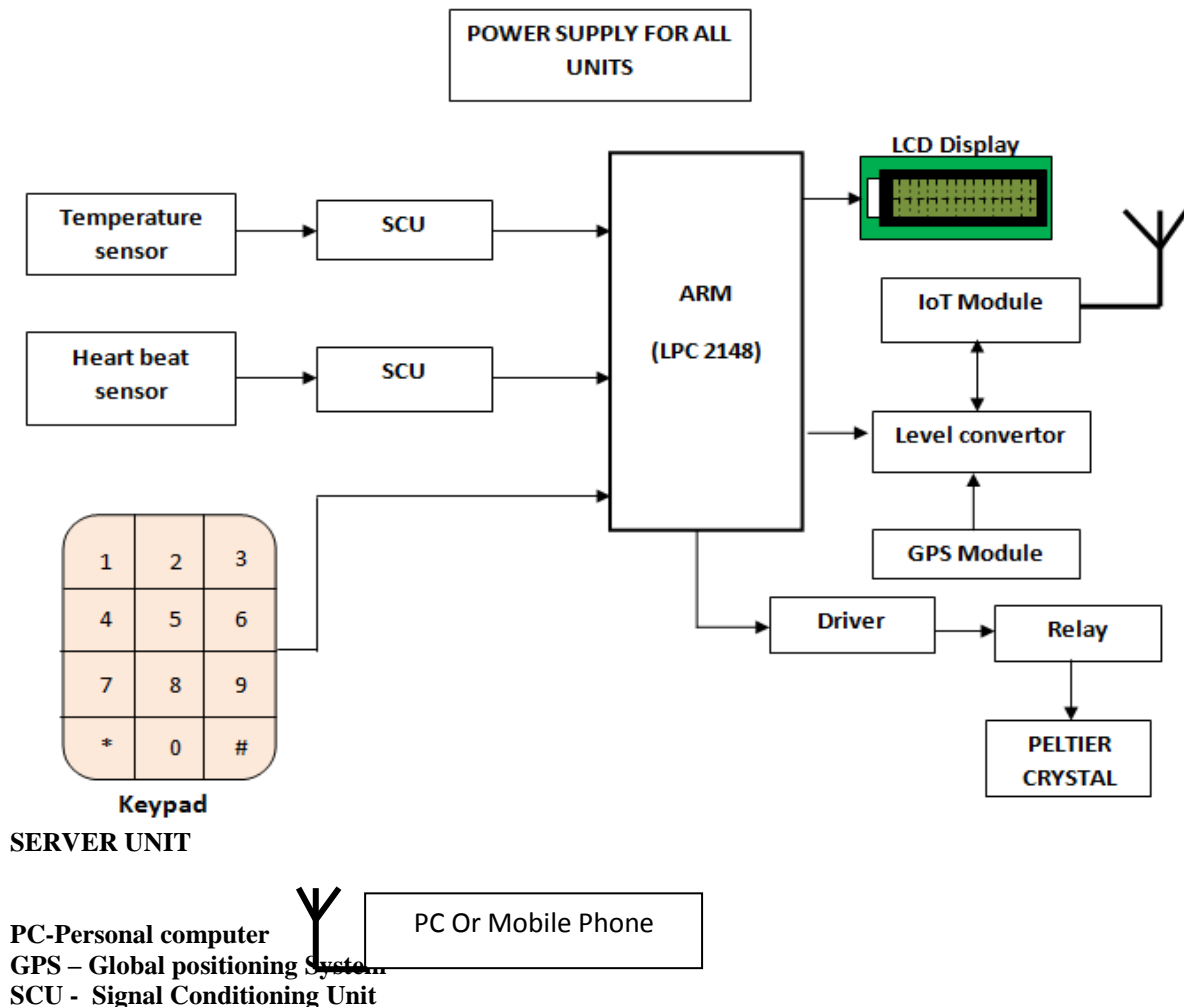 POWER SUPPLY FOR ALL
UNITS
LCD Display
Temperature
sensor
SCU
ARM
(LPC 2148)
IoT Module
Heart beat
sensor
SCU
Level convertor
GPS Module
1 2 3
4 5 6
7 8 9
* 0 #
Keypad
Driver
Relay
PELTIER
CRYSTAL
SERVER UNIT
PC Or Mobile Phone
PC-Personal computer
GPS – Global positioning System
SCU - Signal Conditioning Unit